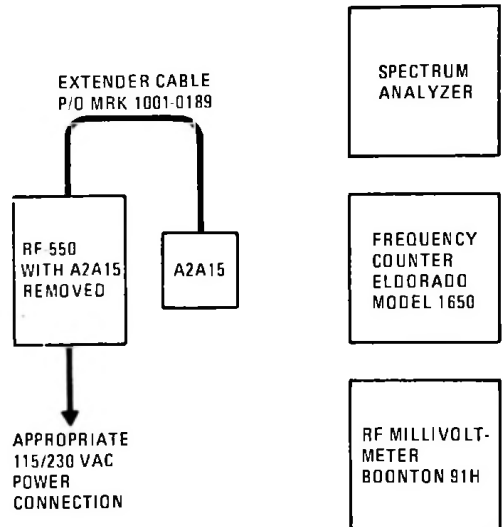 EXTENDER CABLE
P/O MRK 1001-0189
RF 550
WITH A2A15
REMOVED
A2A15
APPROPRIATE
115/230 VAC
POWER
CONNECTION
SPECTRUM
ANALYZER
FREQUENCY
COUNTER
ELDORADO
MODEL 1650
RF MILLIVOLT-
METER
BOONTON 91H